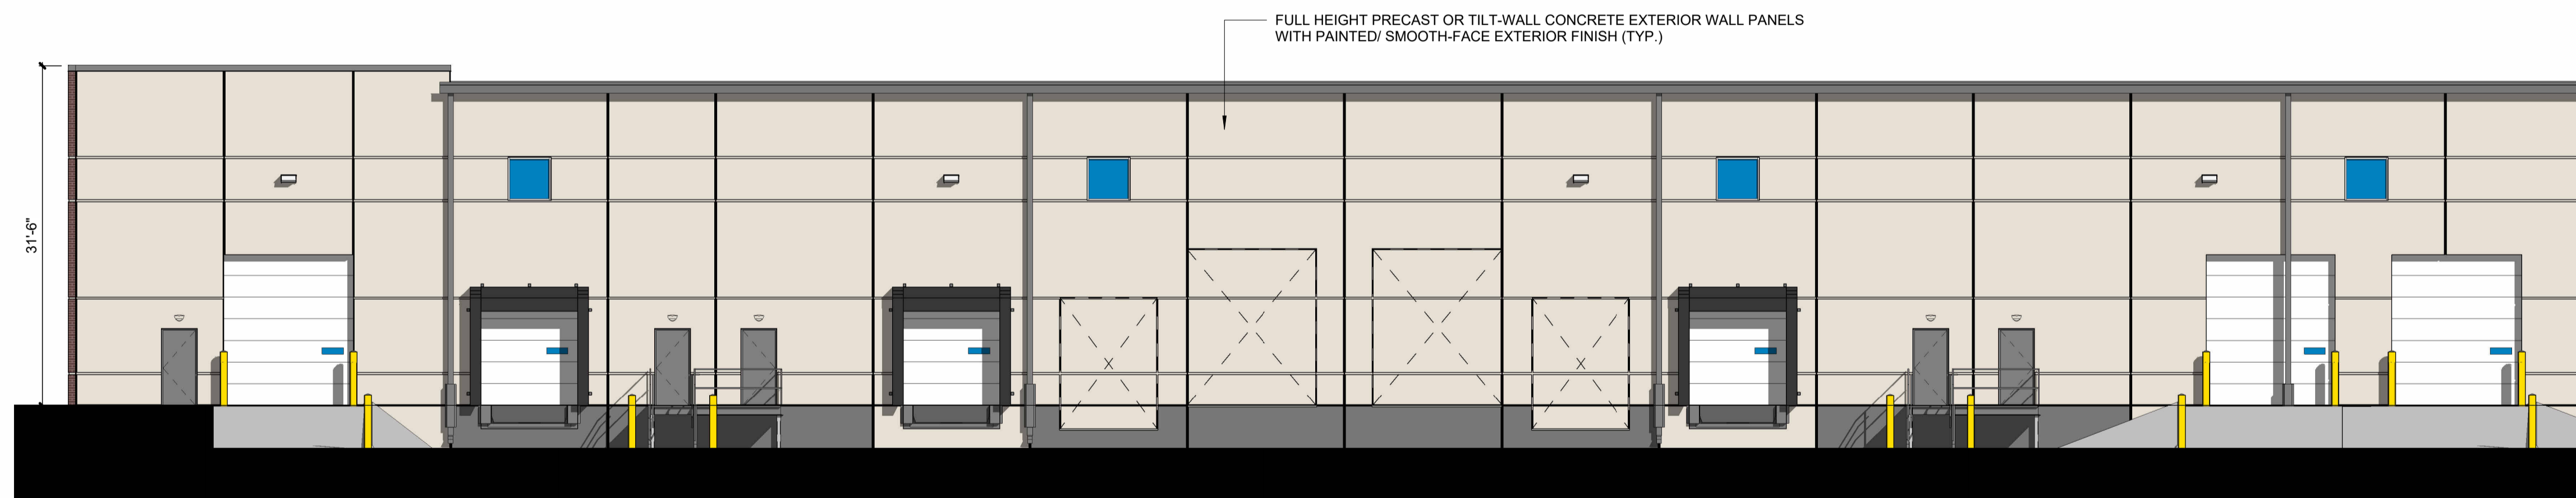 FULL HEIGHT PRECAST OR TILT-WALL CONCRETE EXTERIOR WALL PANELS
WITH PAINTED/ SMOOTH-FACE EXTERIOR FINISH (TYP.)
31'-6"